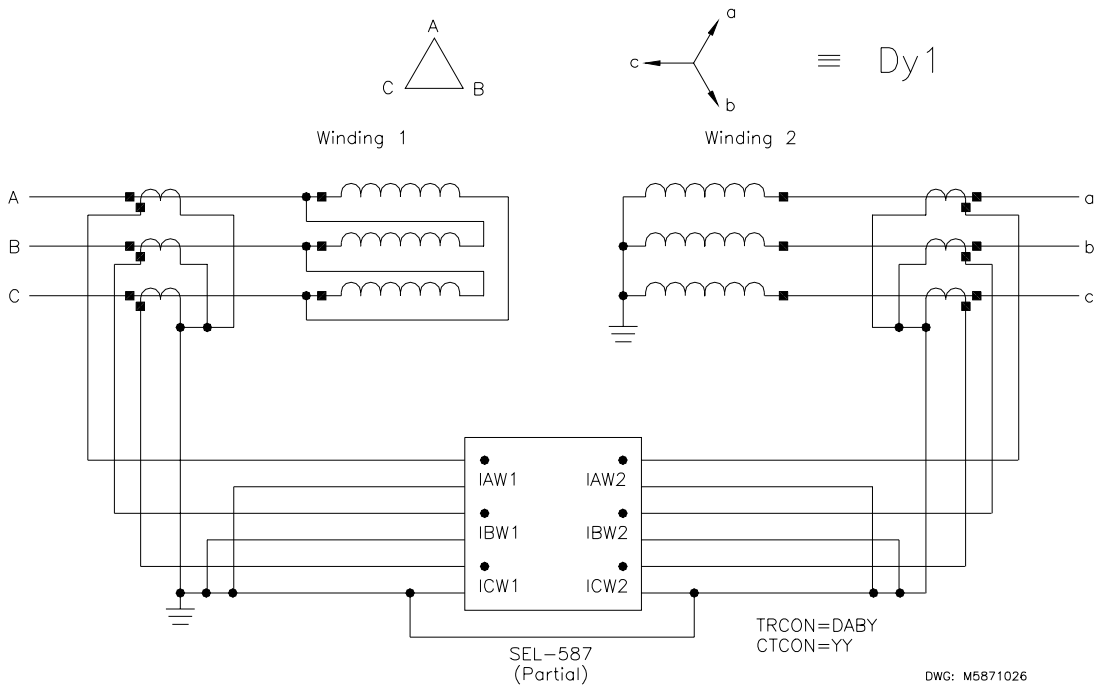 A
C B
a
c
b
≡ Dy1
Winding 1 Winding 2
A a
B b
C c
IAW1 IAW2
IBW1 IBW2
ICW1 ICW2
TRCON=DABY
CTCON=YY
SEL-587
(Partial)
DWG: M5871026